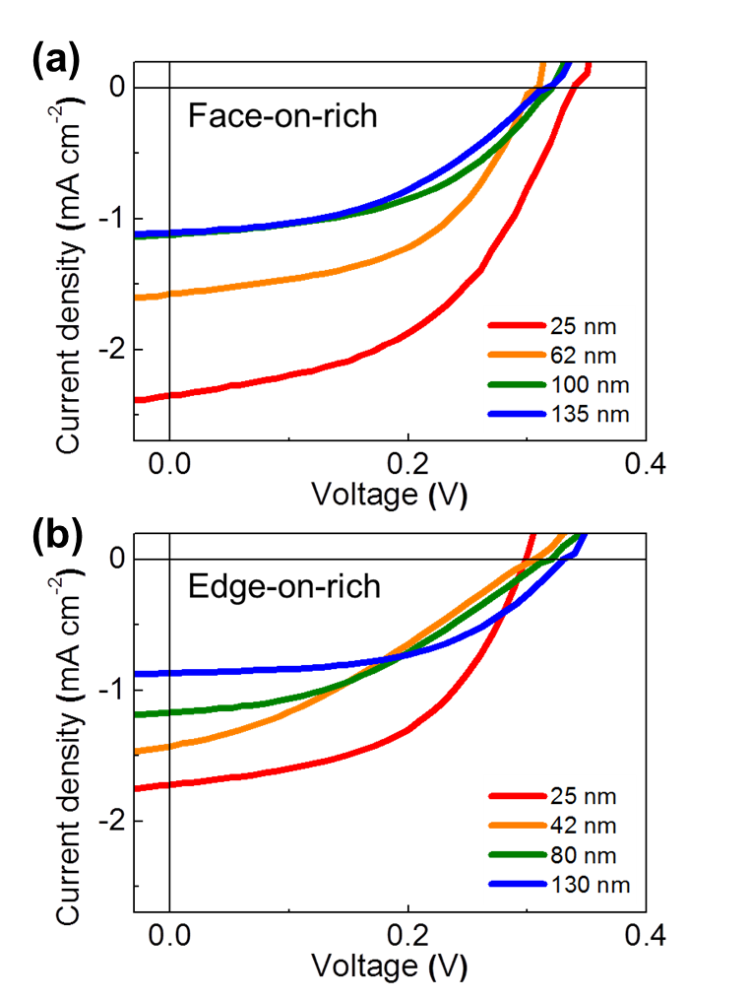 (a)
Face-on-rich
0
-1
-2
Current density (mA cm-2)
25 nm
62 nm
100 nm
135 nm
0.0 0.2 0.4
Voltage (V)
(b)
Edge-on-rich
0
-1
-2
Current density (mA cm-2)
25 nm
42 nm
80 nm
130 nm
0.0 0.2 0.4
Voltage (V)